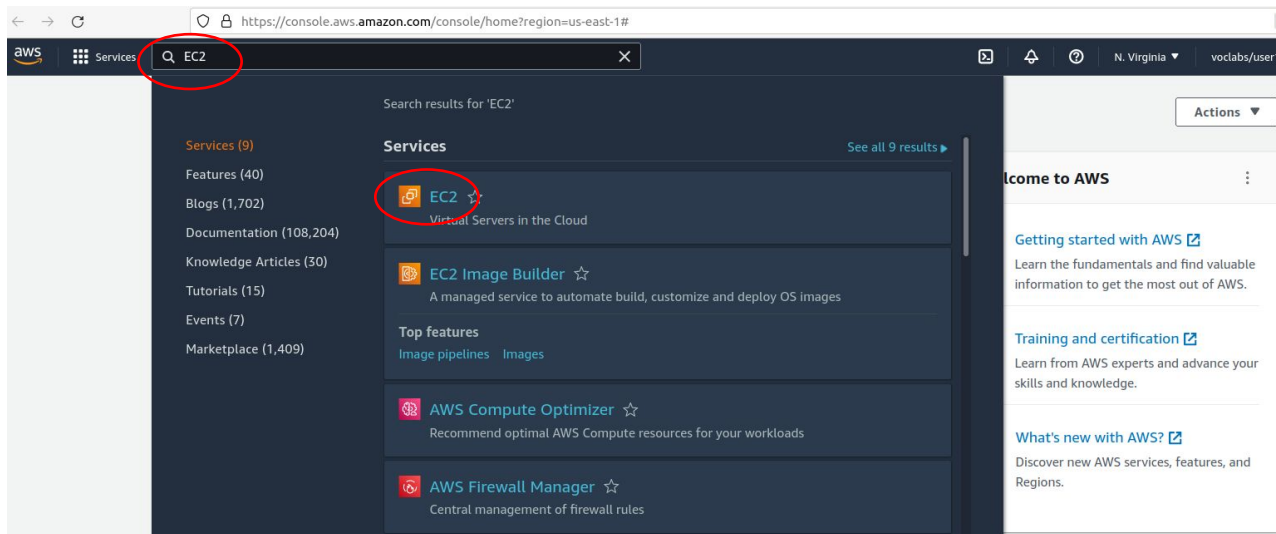 https://console.aws.amazon.com/console/home?region=us-east-1#
aws
Services
EC2
N. Virginia ▼
voclabs/user
Search results for 'EC2'
Services (9)
Features (40)
Blogs (1,702)
Documentation (108,204)
Knowledge Articles (30)
Tutorials (15)
Events (7)
Marketplace (1,409)
Services
See all 9 results ▶
EC2
Virtual Servers in the Cloud
EC2 Image Builder
A managed service to automate build, customize and deploy OS images
Top features
Image pipelines Images
AWS Compute Optimizer
Recommend optimal AWS Compute resources for your workloads
AWS Firewall Manager
Central management of firewall rules
Actions ▼
lcome to AWS
Getting started with AWS
Learn the fundamentals and find valuable
information to get the most out of AWS.
Training and certification
Learn from AWS experts and advance your
skills and knowledge.
What's new with AWS?
Discover new AWS services, features, and
Regions.